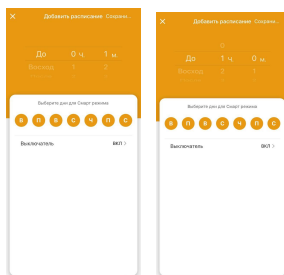 Добавить расписание Сохрани...
До 0 ч. 1 м.
Восход 1 2
Выберите дни для Смарт режима
В П В С Ч П С
Выключатель ВКЛ >
Добавить расписание Сохрани...
0
До 1 ч. 0 м.
Восход 2 1
Выберите дни для Смарт режима
В П В С Ч П С
Выключатель ВКЛ >